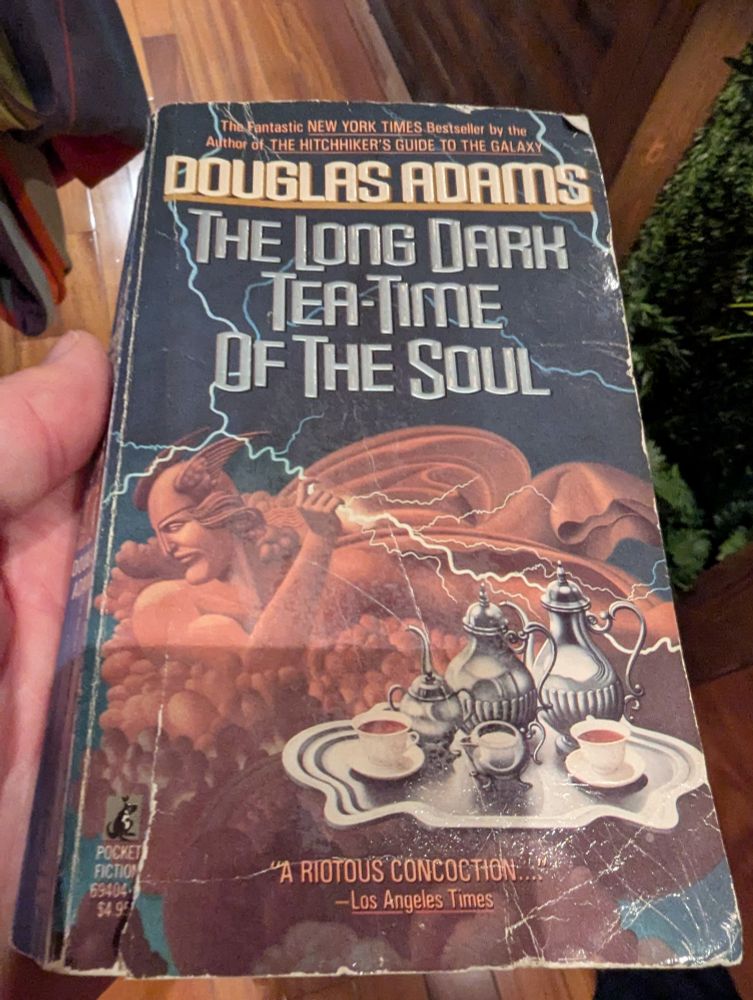 The Fantastic NEW YORK TIMES Bestseller by the
Author of THE HITCHHIKER'S GUIDE TO THE GALAXY
DOUGLAS ADAMS
THE LONG DARK
TEA-TIME
OF THE SOUL
POCKET
FICTION
69404
$4.95
"A RIOTOUS CONCOCTION..."
—Los Angeles Times